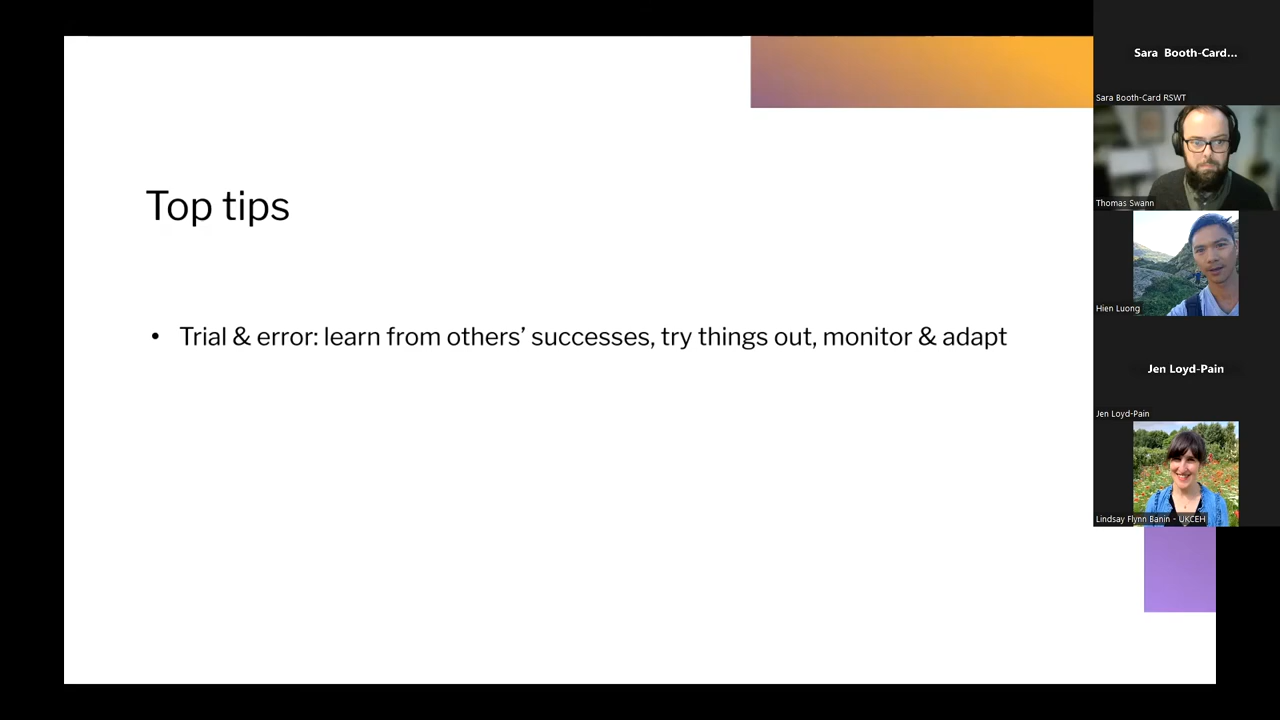 Top tips
• Trial & error: learn from others’ successes, try things out, monitor & adapt
Sara Booth-Card...
Sara Booth-Card RSWT
Thomas Swann
Hien Luong
Jen Loyd-Pain
Jen Loyd-Pain
Lindsay Flynn Banin - UKCEH